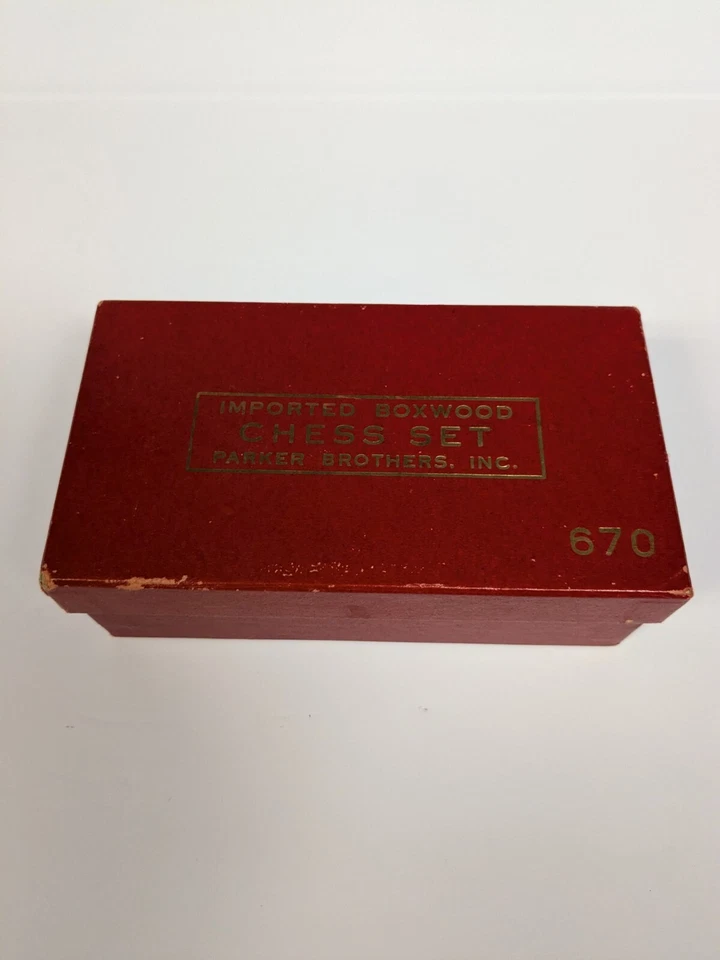 IMPORTED BOXWOOD
CHESS SET
PARKER BROTHERS, INC.
670